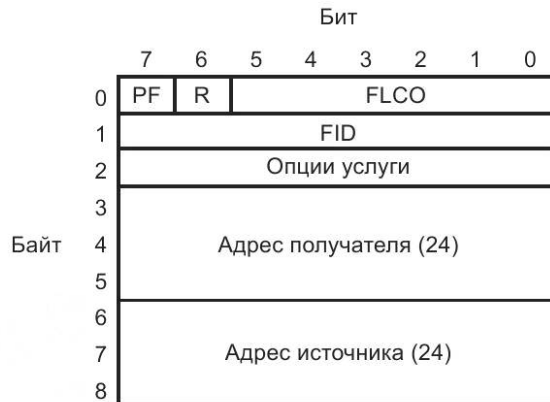 Бит
7 6 5 4 3 2 1 0
0 PF R FLCO
1 FID
2 Опции услуги
3
Байт 4 Адрес получателя (24)
5
6
7 Адрес источника (24)
8